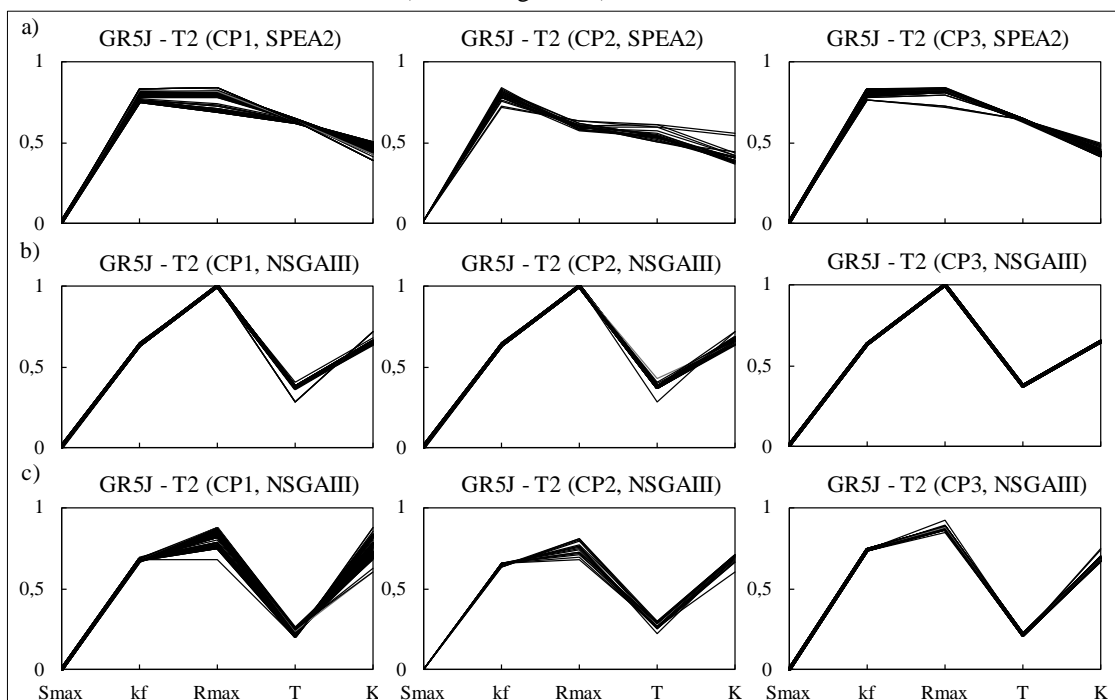 a)
GR5J - T2 (CP1, SPEA2) GR5J - T2 (CP2, SPEA2) GR5J - T2 (CP3, SPEA2)
1 1 1
0,5 0,5 0,5
0 0 0
b)
GR5J - T2 (CP1, NSGAIII) GR5J - T2 (CP2, NSGAIII) GR5J - T2 (CP3, NSGAIII)
1 1 1
0,5 0,5 0,5
0 0 0
c)
GR5J - T2 (CP1, NSGAIII) GR5J - T2 (CP2, NSGAIII) GR5J - T2 (CP3, NSGAIII)
1 1 1
0,5 0,5 0,5
0 0 0
Smax kf Rmax T K Smax kf Rmax T K Smax kf Rmax T K